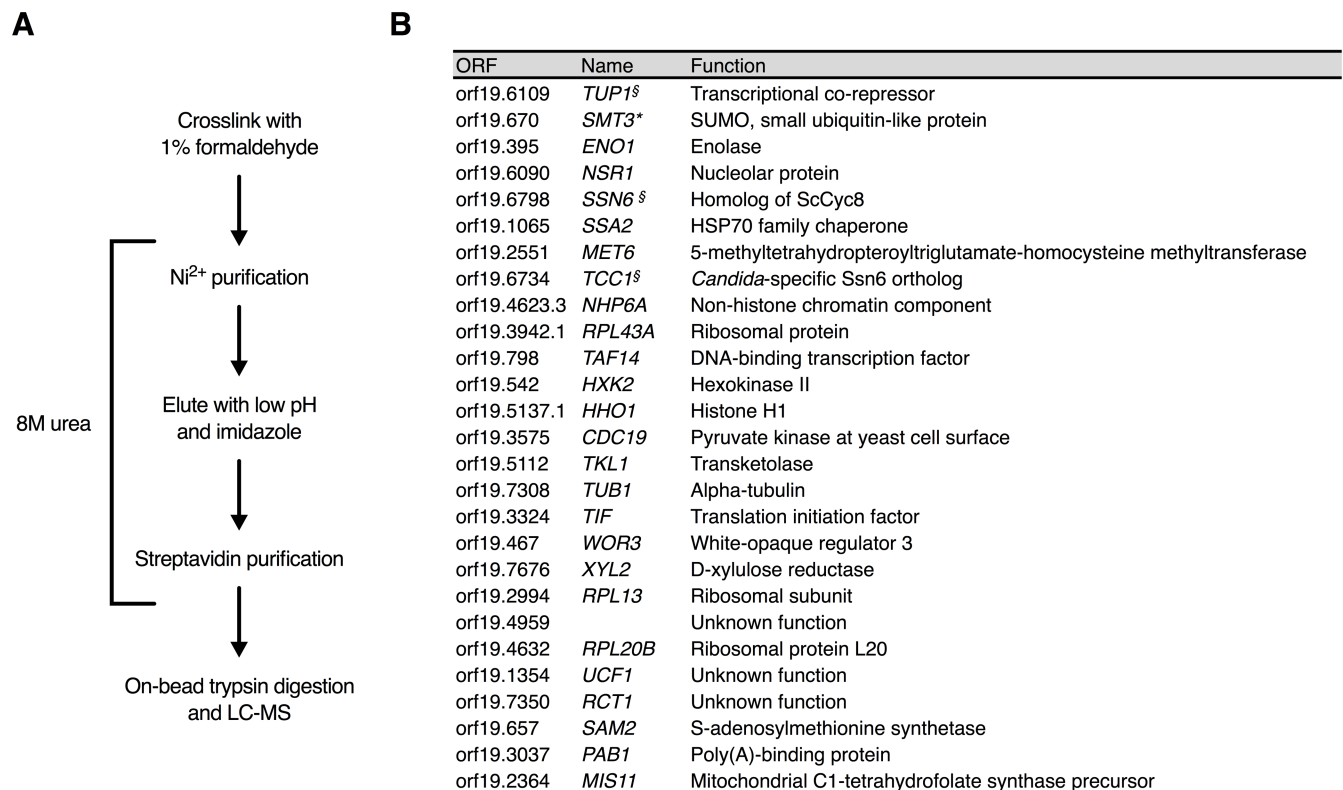 A
Crosslink with
1% formaldehyde
Ni2+ purification
Elute with low pH
and imidazole
8M urea
Streptavidin purification
On-bead trypsin digestion
and LC-MS
B
ORF Name Function
orf19.6109 TUP1§ Transcriptional co-repressor
orf19.670 SMT3* SUMO, small ubiquitin-like protein
orf19.395 ENO1 Enolase
orf19.6090 NSR1 Nucleolar protein
orf19.6798 SSN6 § Homolog of ScCyc8
orf19.1065 SSA2 HSP70 family chaperone
orf19.2551 MET6 5-methyltetrahydropteroyltriglutamate-homocysteine methyltransferase
orf19.6734 TCC1§ Candida-specific Ssn6 ortholog
orf19.4623.3 NHP6A Non-histone chromatin component
orf19.3942.1 RPL43A Ribosomal protein
orf19.798 TAF14 DNA-binding transcription factor
orf19.542 HXK2 Hexokinase II
orf19.5137.1 HHO1 Histone H1
orf19.3575 CDC19 Pyruvate kinase at yeast cell surface
orf19.5112 TKL1 Transketolase
orf19.7308 TUB1 Alpha-tubulin
orf19.3324 TIF Translation initiation factor
orf19.467 WOR3 White-opaque regulator 3
orf19.7676 XYL2 D-xylulose reductase
orf19.2994 RPL13 Ribosomal subunit
orf19.4959 Unknown function
orf19.4632 RPL20B Ribosomal protein L20
orf19.1354 UCF1 Unknown function
orf19.7350 RCT1 Unknown function
orf19.657 SAM2 S-adenosylmethionine synthetase
orf19.3037 PAB1 Poly(A)-binding protein
orf19.2364 MIS11 Mitochondrial C1-tetrahydrofolate synthase precursor